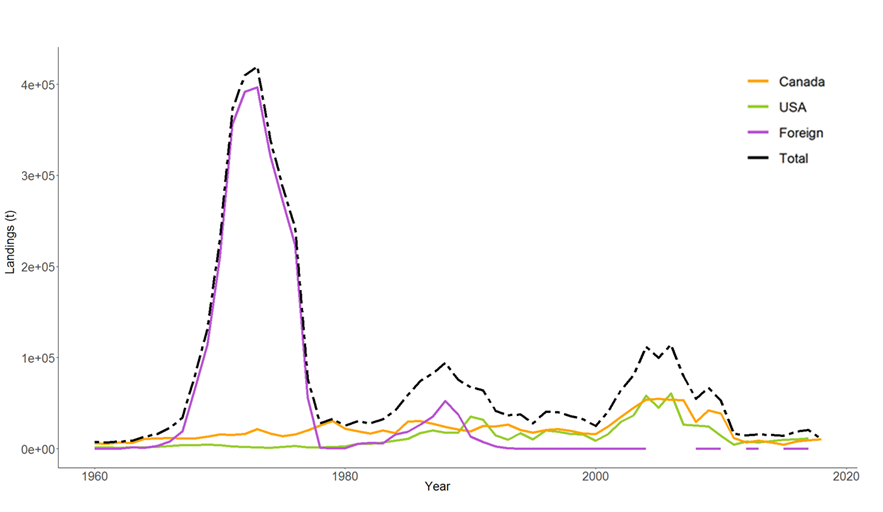 Canada
USA
Foreign
Total
4e+05
3e+05
2e+05
1e+05
0e+00
Landings (t)
1960
1980
2000
2020
Year